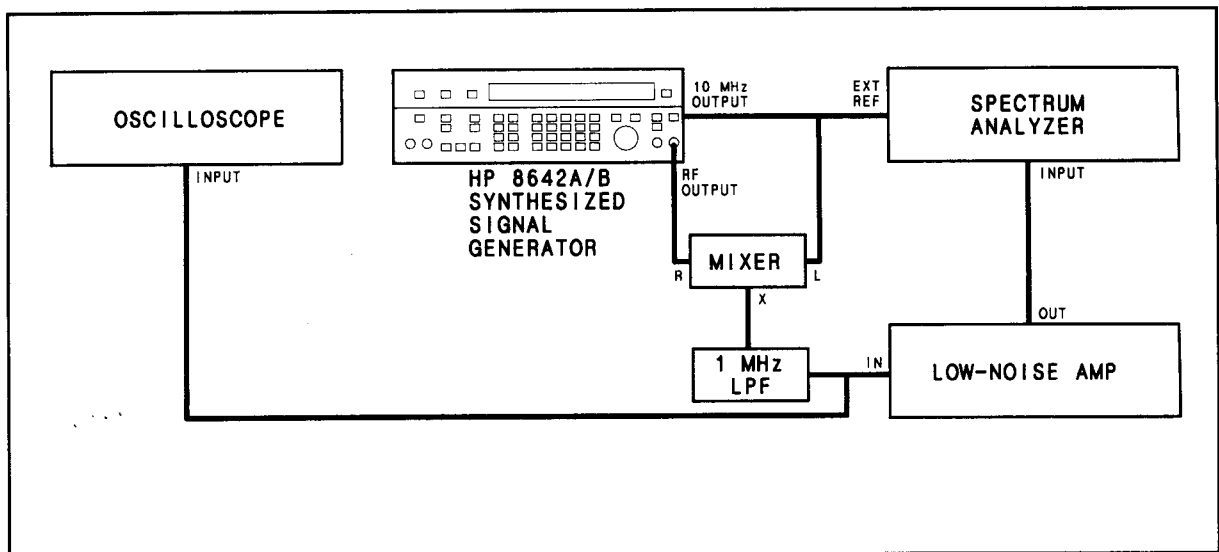 OSCILLOSCOPE
INPUT
10 MHz
OUTPUT
EXT
REF
SPECTRUM
ANALYZER
INPUT
HP 8642A/B
SYNTHESIZED
SIGNAL
GENERATOR
RF
OUTPUT
MIXER
R
L
X
1 MHz
LPF
IN
OUT
LOW-NOISE AMP